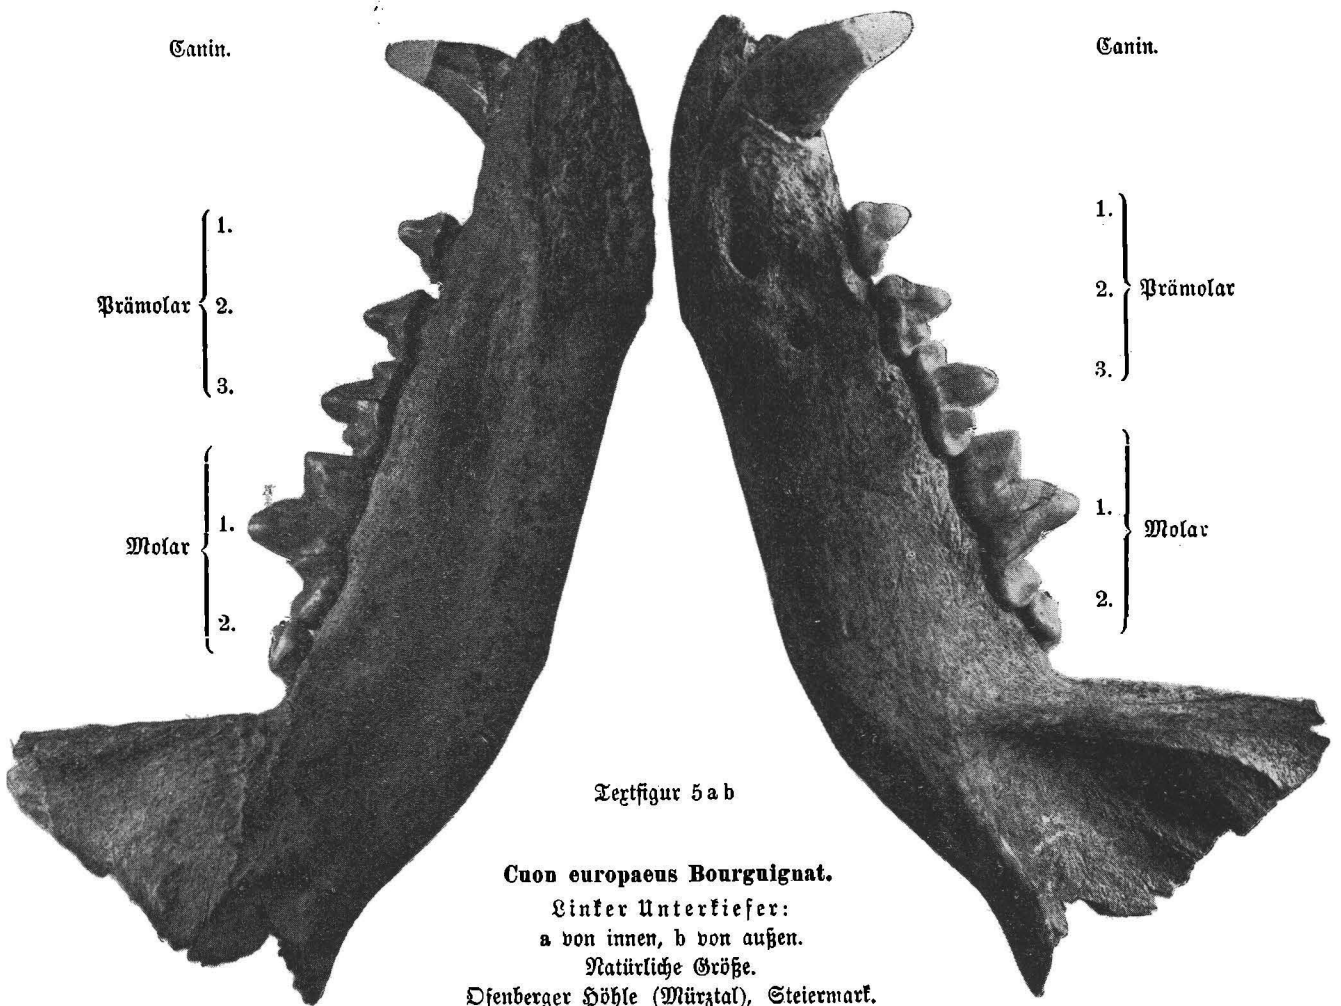 Canin.
Canin.
1.
Prämolar
2.
3.
1.
2.
Prämolar
3.
1.
Molar
2.
1.
Molar
2.
Textfigur 5 a b
Cuon europaeus Bourguignat.
Linker Unterkiefer:
a von innen, b von außen.
Natürliche Größe.
Ofenberger Höhle (Mürztal), Steiermark.